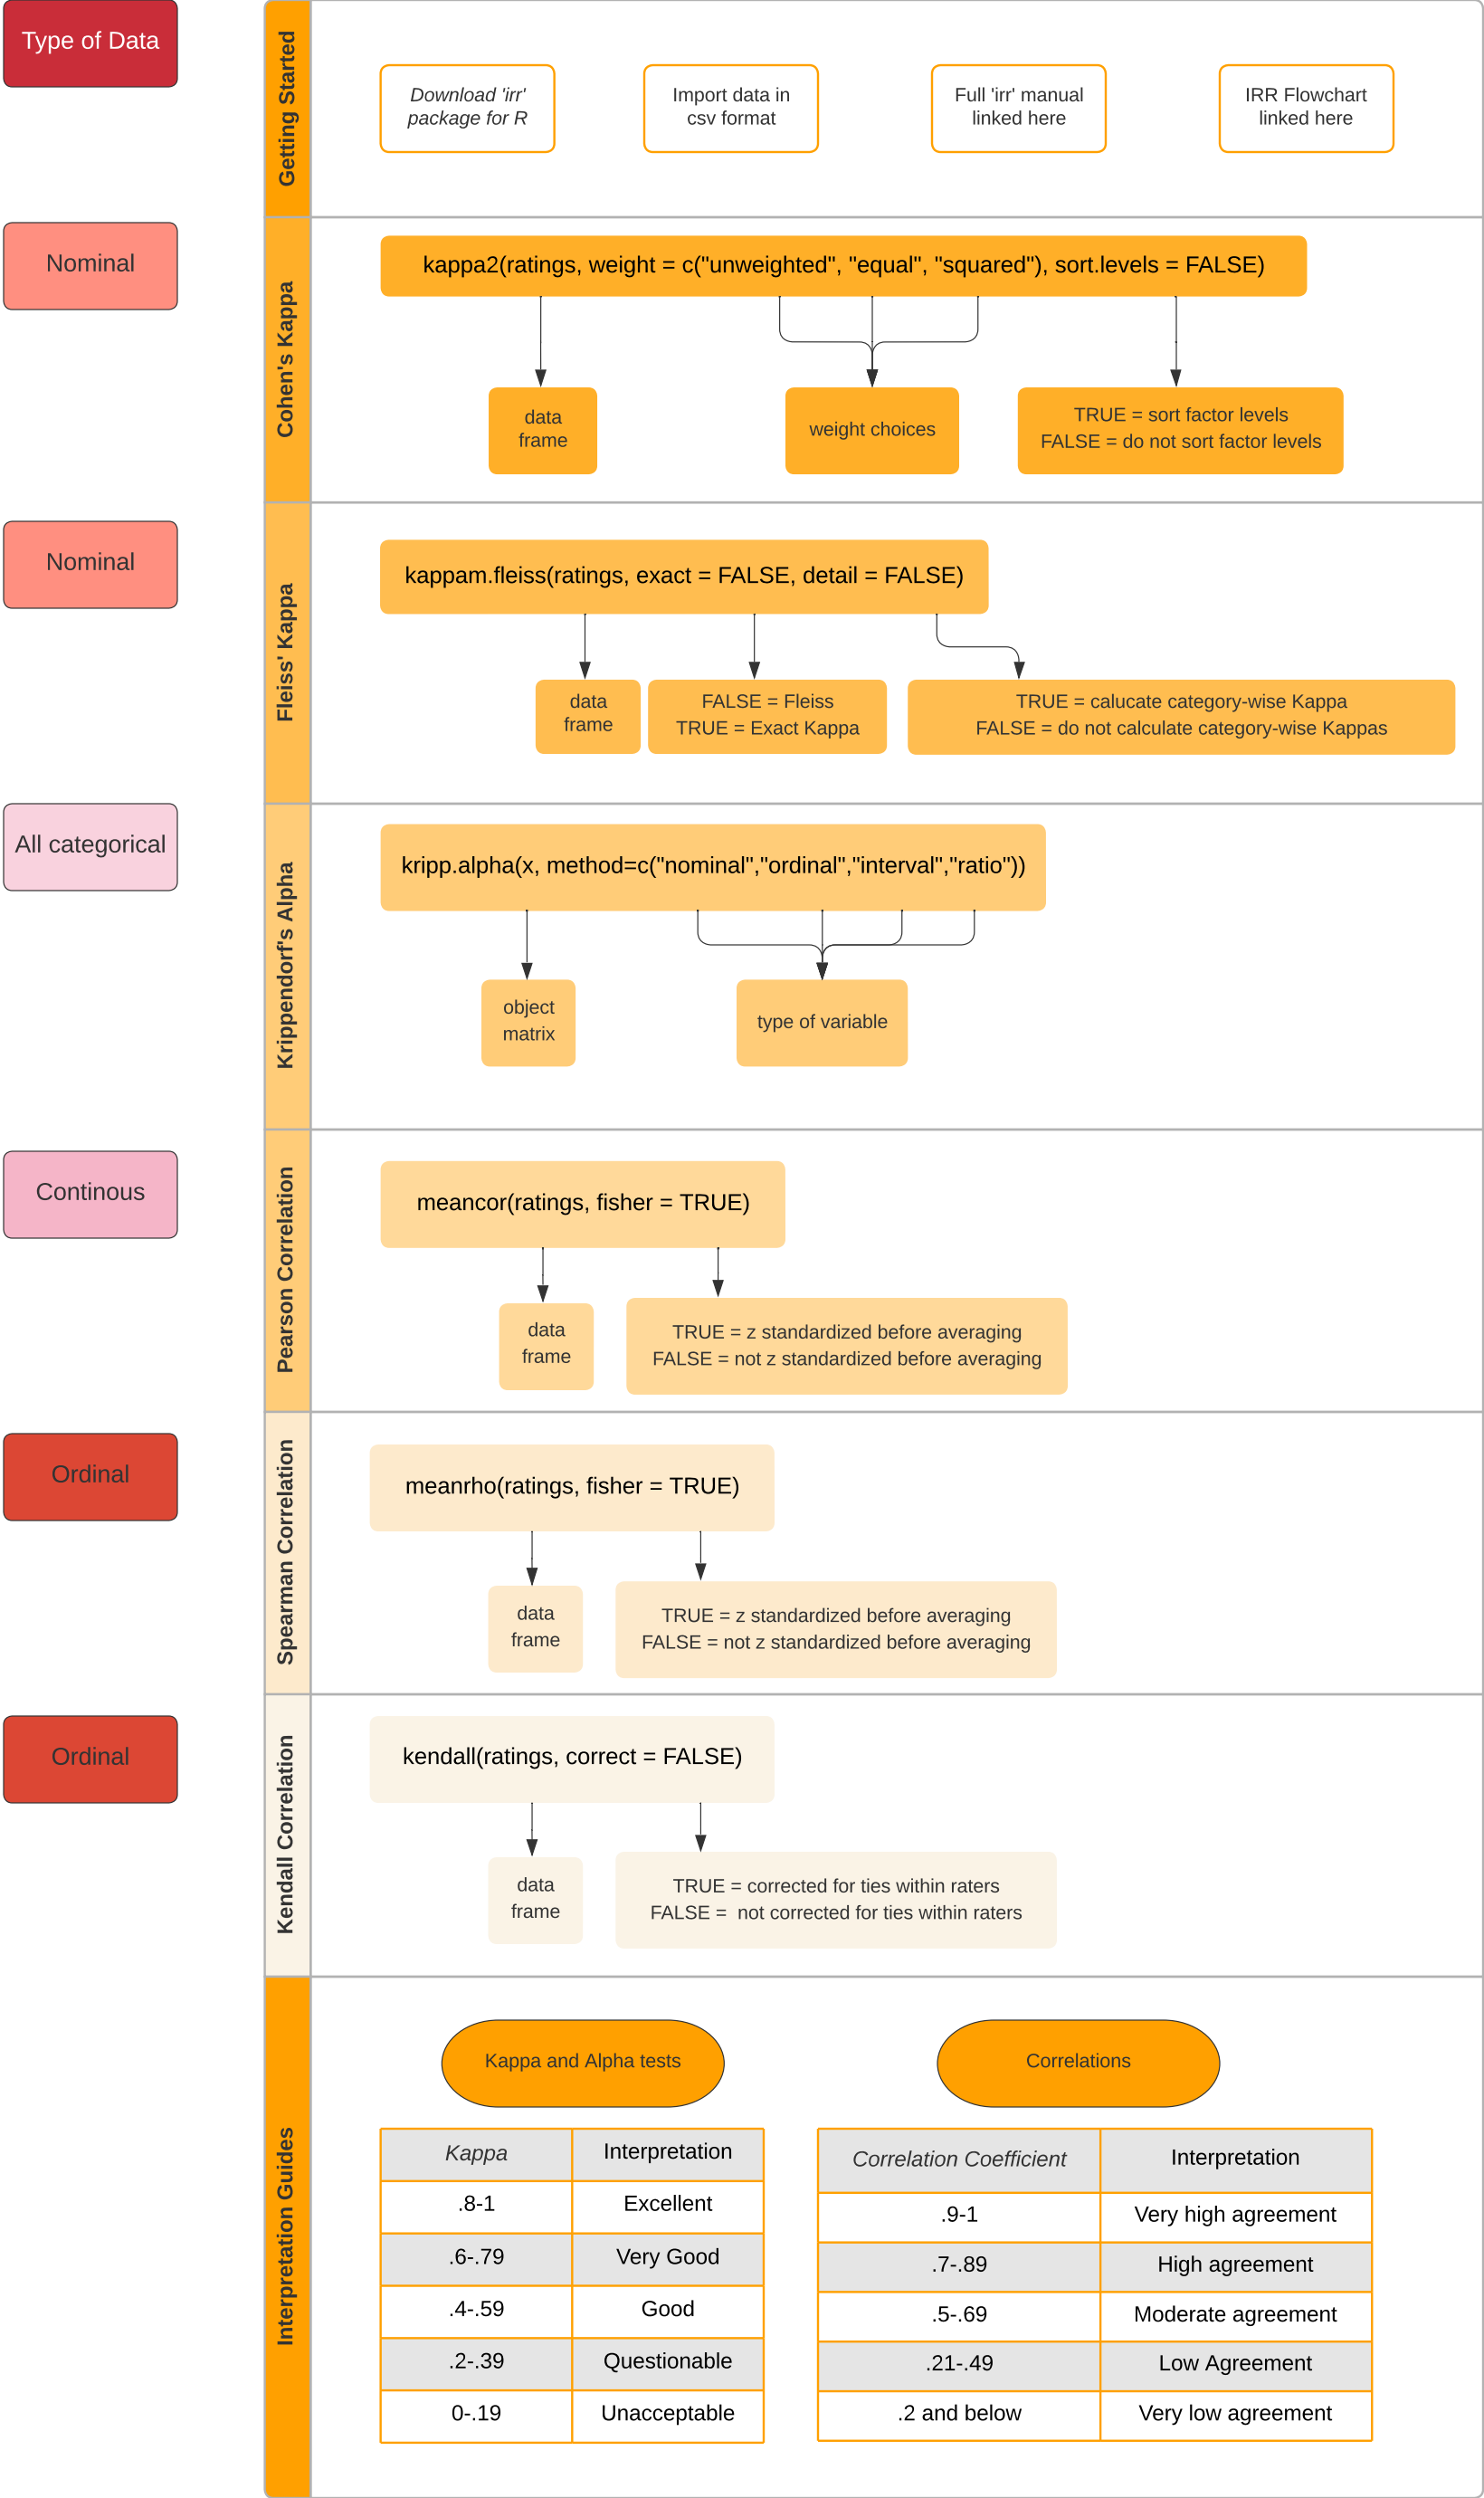 Type of Data
Getting Started
Download 'irr'
package for R
Import data in
csv format
Full 'irr' manual
linked here
IRR Flowchart
linked here
Nominal
Cohen's Kappa
kappa2(ratings, weight = c("unweighted", "equal", "squared"), sort.levels = FALSE)
data
frame
weight choices
TRUE = sort factor levels
FALSE = do not sort factor levels
Nominal
Fleiss' Kappa
kappam.fleiss(ratings, exact = FALSE, detail = FALSE)
data
frame
FALSE = Fleiss
TRUE = Exact Kappa
TRUE = calucate category-wise Kappa
FALSE = do not calculate category-wise Kappas
All categorical
Krippendorf's Alpha
kripp.alpha(x, method=c("nominal","ordinal","interval","ratio"))
object
matrix
type of variable
Continous
Pearson Correlation
meancor(ratings, fisher = TRUE)
data
frame
TRUE = z standardized before averaging
FALSE = not z standardized before averaging
Ordinal
Spearman Correlation
meanrho(ratings, fisher = TRUE)
data
frame
TRUE = z standardized before averaging
FALSE = not z standardized before averaging
Ordinal
Kendall Correlation
kendall(ratings, correct = FALSE)
data
frame
TRUE = corrected for ties within raters
FALSE =  not corrected for ties within raters
Interpretation Guides
Kappa and Alpha tests
Kappa Interpretation
.8-1 Excellent
.6-.79 Very Good
.4-.59 Good
.2-.39 Questionable
0-.19 Unacceptable
Correlations
Correlation Coefficient Interpretation
.9-1 Very high agreement
.7-.89 High agreement
.5-.69 Moderate agreement
.21-.49 Low Agreement
.2 and below Very low agreement